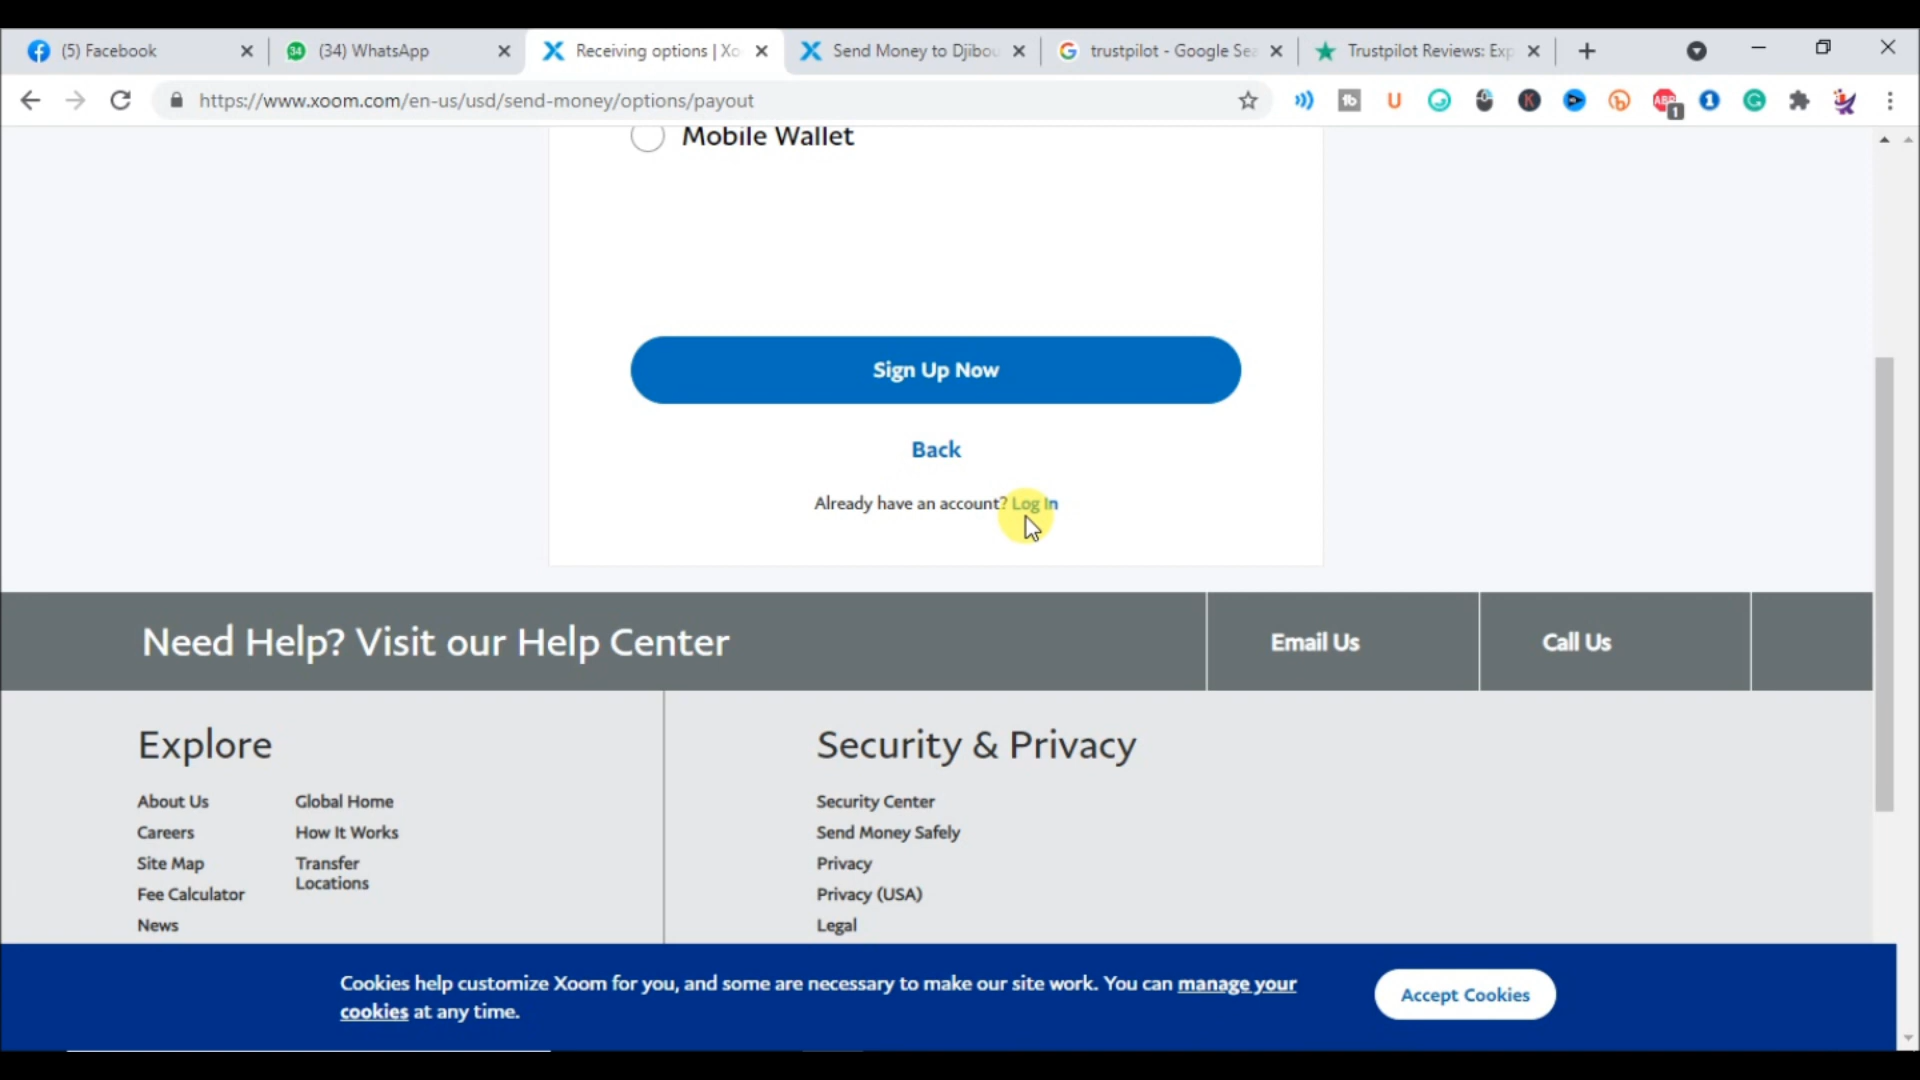 (5) Facebook
(34) WhatsApp
Receiving options | Xo
Send Money to Djibou
trustpilot - Google Sea
Trustpilot Reviews: Exp
https://www.xoom.com/en-us/usd/send-money/options/payout
Mobile Wallet
Sign Up Now
Back
Already have an account? Log In
Need Help? Visit our Help Center
Email Us
Call Us
Explore
About Us
Careers
Site Map
Fee Calculator
News
Global Home
How It Works
Transfer
Locations
Security & Privacy
Security Center
Send Money Safely
Privacy
Privacy (USA)
Legal
Cookies help customize Xoom for you, and some are necessary to make our site work. You can manage your
cookies at any time.
Accept Cookies